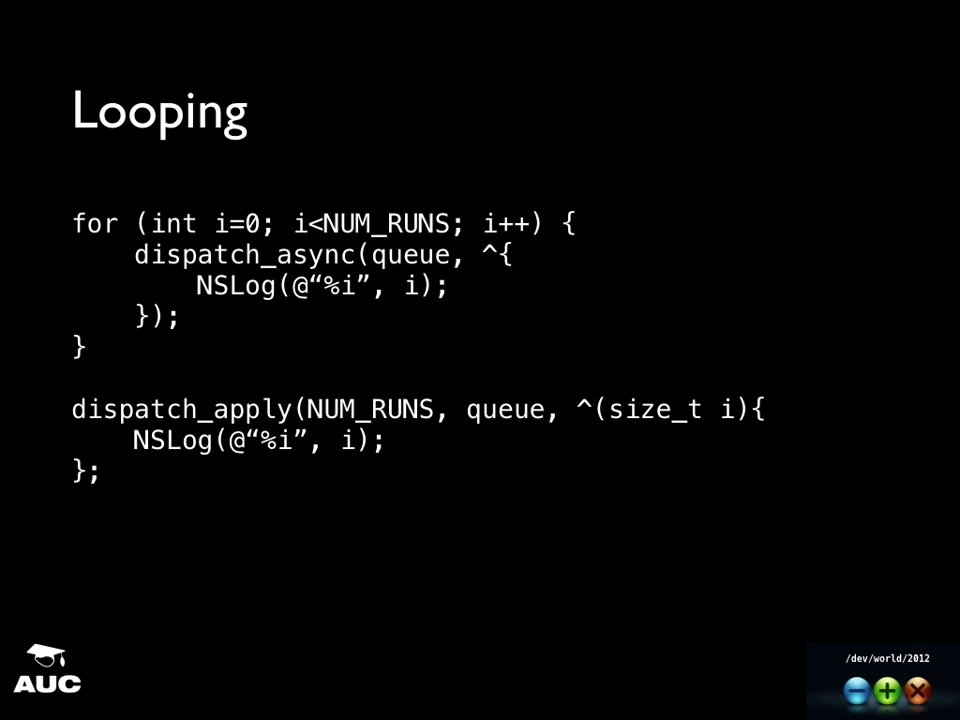 Looping
for (int i=0; i<NUM_RUNS; i++) {
    dispatch_async(queue, ^{
        NSLog(@“%i”, i);
    });
}
dispatch_apply(NUM_RUNS, queue, ^(size_t i){
    NSLog(@“%i”, i);
};
AUC
/dev/world/2012